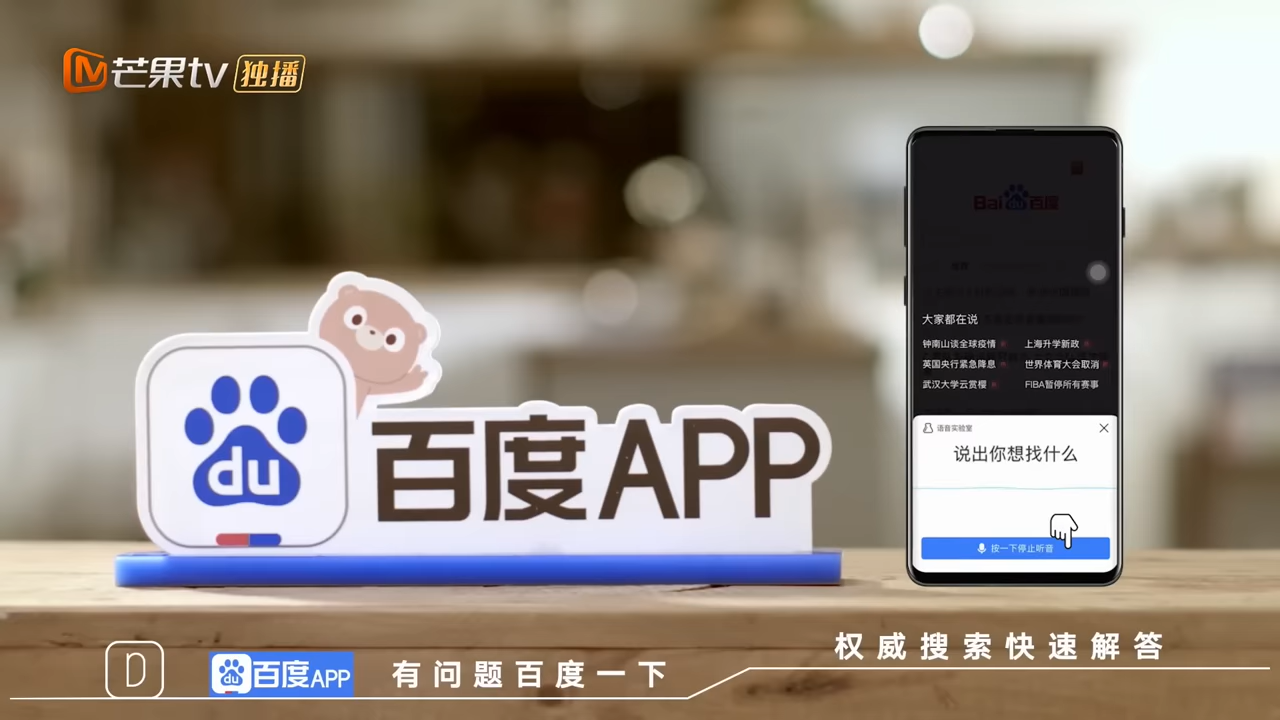 芒果tv 独播
Bai du 百度
推荐
大家都在说
钟南山谈全球疫情 上海升学新政
英国央行紧急降息 世界体育大会取消
武汉大学云赏樱 FIBA暂停所有赛事
语音实验室
说出你想找什么
按一下停止听音
du 百度APP
权威搜索快速解答
D du 百度APP 有问题百度一下